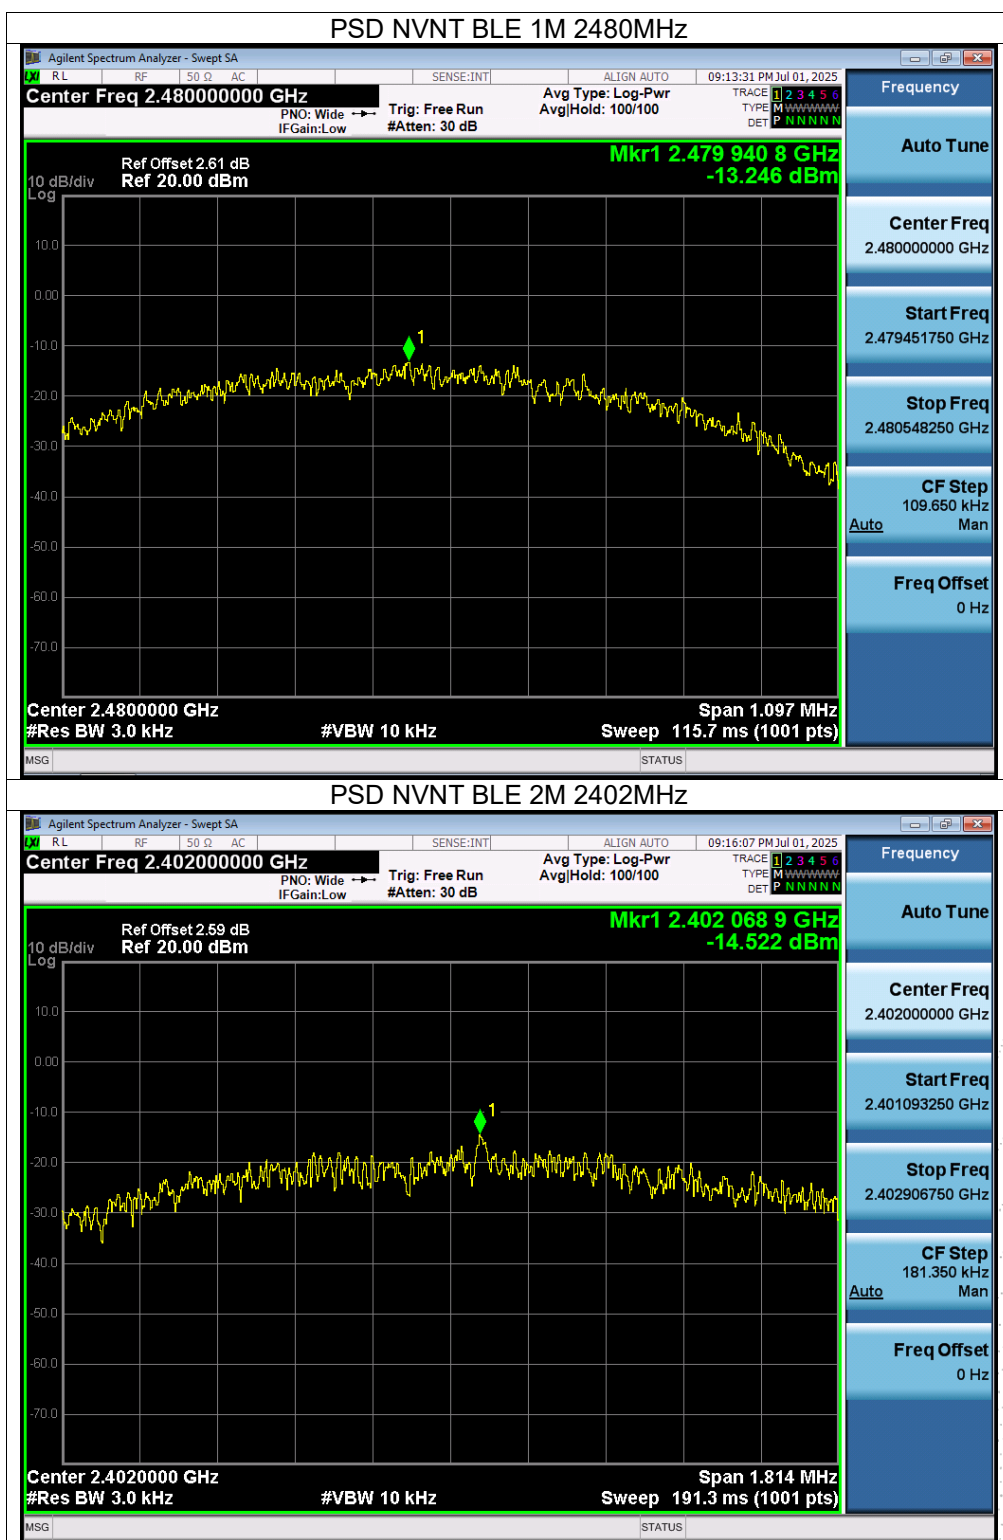 PSD NVNT BLE 1M 2480MHz
Agilent Spectrum Analyzer - Swept SA
LXI RL RF 50 Ω AC SENSE:INT ALIGN AUTO 09:13:31 PM Jul 01, 2025
Center Freq 2.480000000 GHz
PNO: Wide
IFGain:Low
Trig: Free Run
#Atten: 30 dB
Avg Type: Log-Pwr
Avg|Hold: 100/100
TRACE 1 2 3 4 5 6
TYPE M WWWWW
DET P N N N N N
Frequency
Auto Tune
Mkr1 2.479 940 8 GHz
-13.246 dBm
Ref Offset 2.61 dB
10 dB/div Ref 20.00 dBm
Log
10.0
0.00
-10.0
-20.0
-30.0
-40.0
-50.0
-60.0
-70.0
1
Center Freq
2.480000000 GHz
Start Freq
2.479451750 GHz
Stop Freq
2.480548250 GHz
CF Step
109.650 kHz
Auto Man
Freq Offset
0 Hz
Center 2.4800000 GHz Span 1.097 MHz
#Res BW 3.0 kHz #VBW 10 kHz Sweep 115.7 ms (1001 pts)
MSG STATUS
PSD NVNT BLE 2M 2402MHz
Agilent Spectrum Analyzer - Swept SA
LXI RL RF 50 Ω AC SENSE:INT ALIGN AUTO 09:16:07 PM Jul 01, 2025
Center Freq 2.402000000 GHz
PNO: Wide
IFGain:Low
Trig: Free Run
#Atten: 30 dB
Avg Type: Log-Pwr
Avg|Hold: 100/100
TRACE 1 2 3 4 5 6
TYPE M WWWWW
DET P N N N N N
Frequency
Auto Tune
Mkr1 2.402 068 9 GHz
-14.522 dBm
Ref Offset 2.59 dB
10 dB/div Ref 20.00 dBm
Log
10.0
0.00
-10.0
-20.0
-30.0
-40.0
-50.0
-60.0
-70.0
1
Center Freq
2.402000000 GHz
Start Freq
2.401093250 GHz
Stop Freq
2.402906750 GHz
CF Step
181.350 kHz
Auto Man
Freq Offset
0 Hz
Center 2.4020000 GHz Span 1.814 MHz
#Res BW 3.0 kHz #VBW 10 kHz Sweep 191.3 ms (1001 pts)
MSG STATUS